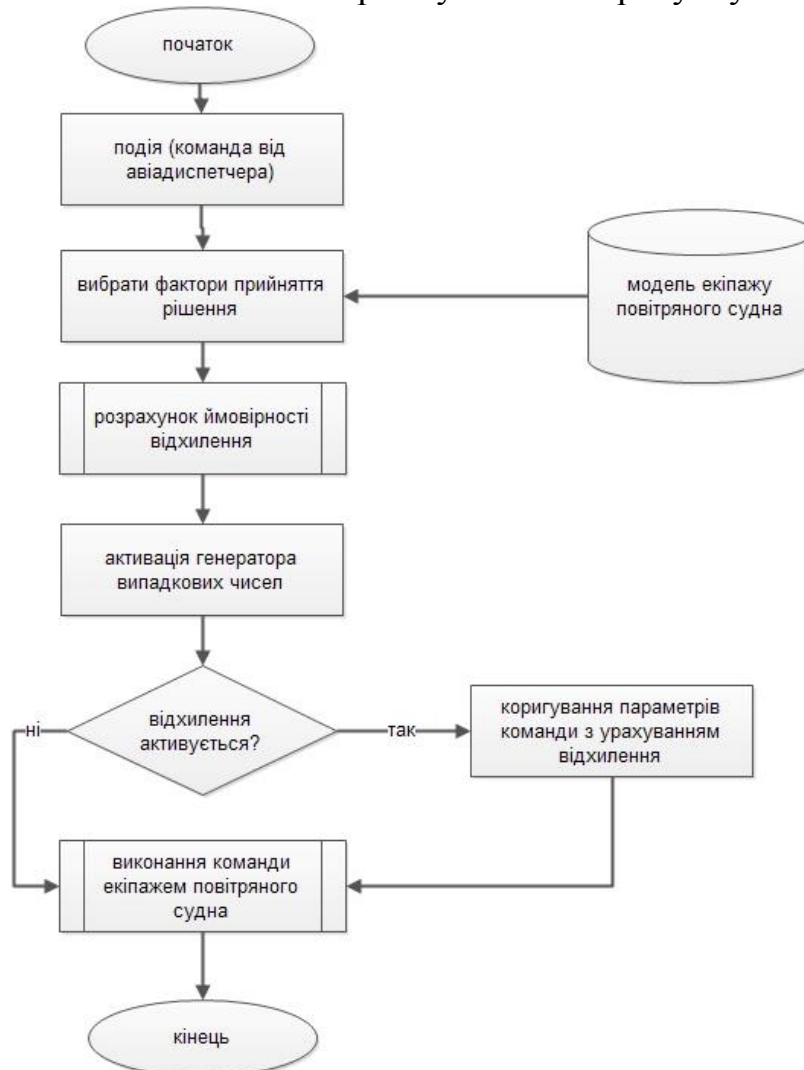 початок
подія (команда від
авіадиспетчера)
вибрати фактори прийняття
рішення
модель екіпажу
повітряного судна
розрахунок ймовірності
відхилення
активація генератора
випадкових чисел
ні
відхилення
активується?
так
коригування параметрів
команди з урахуванням
відхилення
виконання команди
екіпажем повітряного
судна
кінець